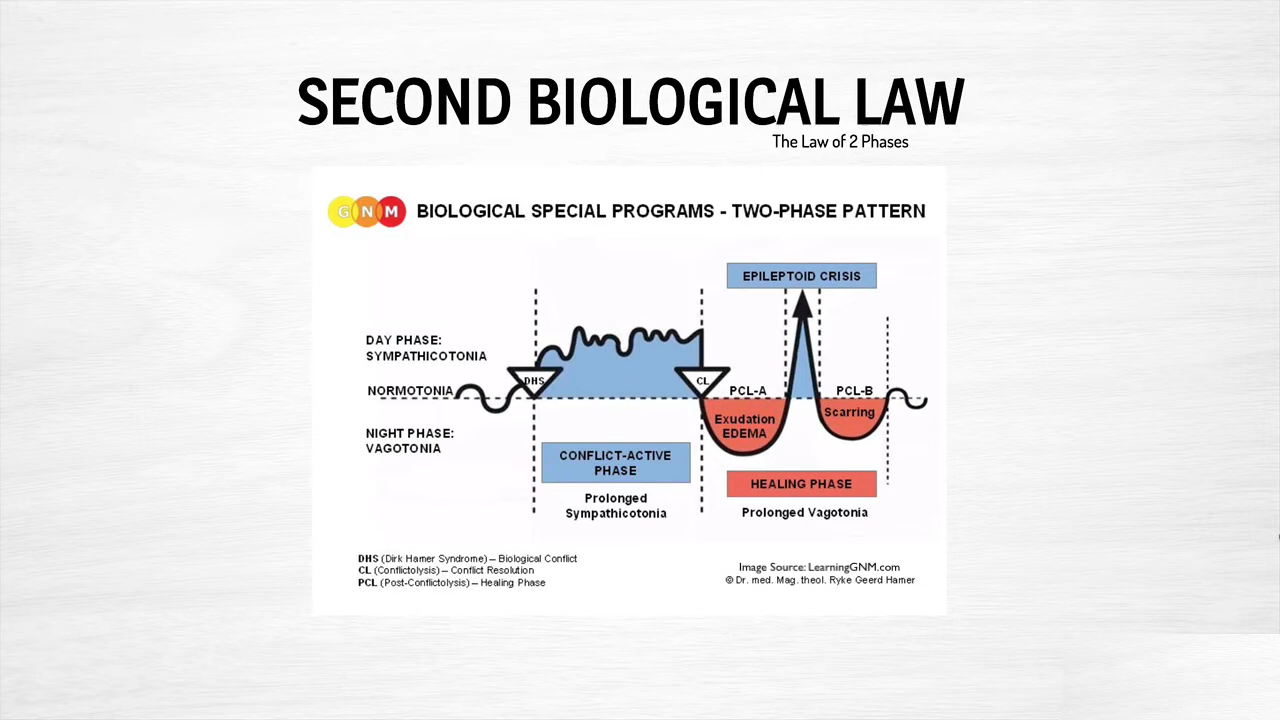 SECOND BIOLOGICAL LAW
The Law of 2 Phases
GNM BIOLOGICAL SPECIAL PROGRAMS - TWO-PHASE PATTERN
EPILEPTOID CRISIS
DAY PHASE:
SYMPATHICOTONIA
DHS
CL
NORMOTONIA
PCL-A
PCL-B
Exudation
EDEMA
Scarring
NIGHT PHASE:
VAGOTONIA
CONFLICT-ACTIVE
PHASE
HEALING PHASE
Prolonged
Sympathicotonia
Prolonged Vagotonia
DHS (Dirk Hamer Syndrome) – Biological Conflict
CL (Conflictolysis) – Conflict Resolution
PCL (Post-Conflictolysis) – Healing Phase
Image Source: LearningGNM.com
© Dr. med. Mag. theol. Ryke Geerd Hamer